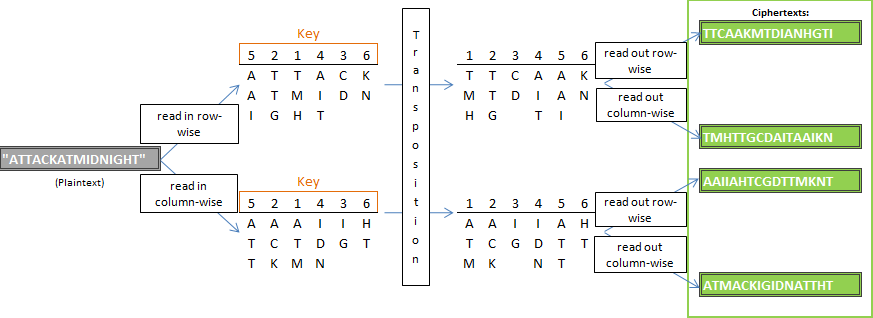 Ciphertexts:
Key
5 2 1 4 3 6
A T T A C K
A T M I D N
I G H T
Transposition
1 2 3 4 5 6
T T C A A K
M T D I A N
H G T I
read out row-
wise
read out
column-wise
TTCAAKMTDIANHGTI
TMHTTGCDAITAAIKN
read in row-
wise
"ATTACKATMIDNIGHT"
(Plaintext)
read in
column-wise
Key
5 2 1 4 3 6
A A A I I H
T C T D G T
T K M N
1 2 3 4 5 6
A A I I A H
T C G D T T
M K N T
read out row-
wise
read out
column-wise
AAIIAHTCGDTTMKNT
ATMACKIGIDNATTHT